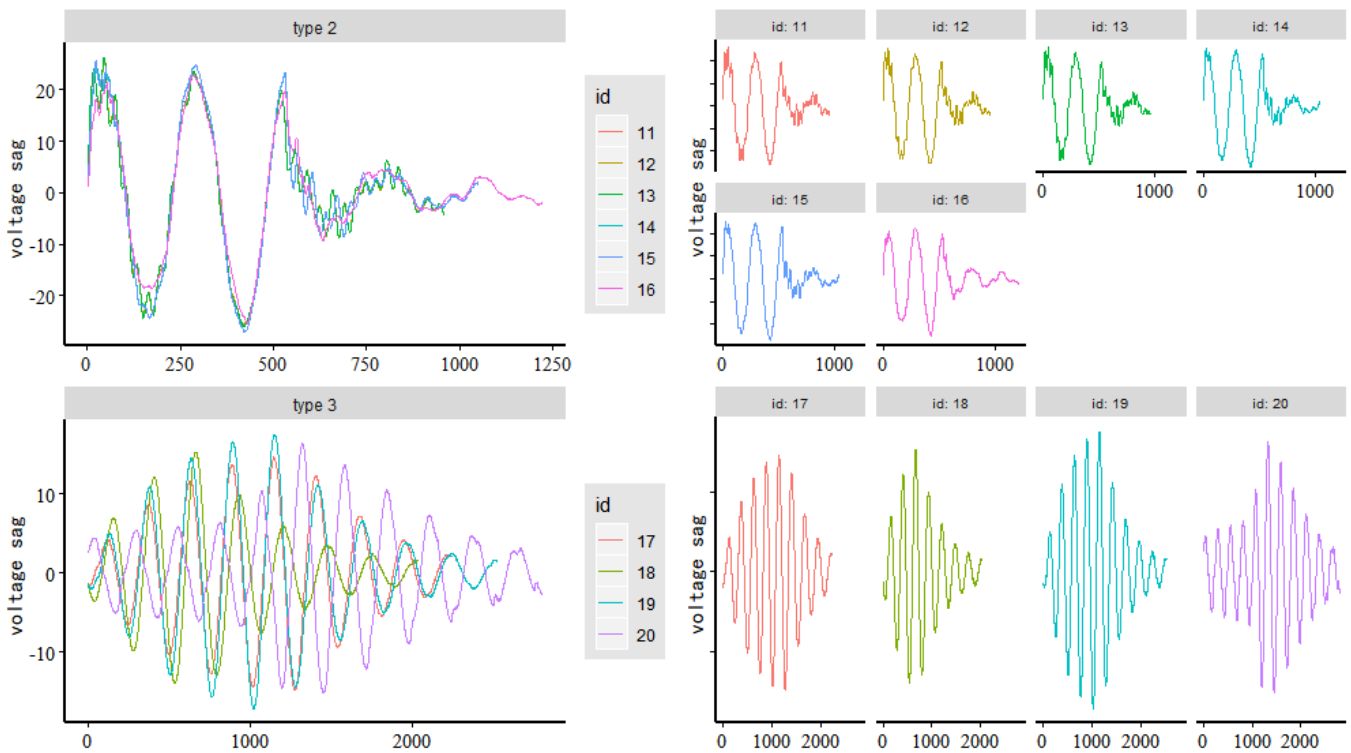 type 2
voltage sag
20
10
0
-10
-20
0 250 500 750 1000 1250
id
11
12
13
14
15
16
id: 11 id: 12 id: 13 id: 14
voltage sag
0 1000 0 1000
id: 15 id: 16
0 1000 0 1000
type 3
voltage sag
10
0
-10
0 1000 2000
id
17
18
19
20
id: 17 id: 18 id: 19 id: 20
voltage sag
0 1000 2000 0 1000 2000 0 1000 2000 0 1000 2000